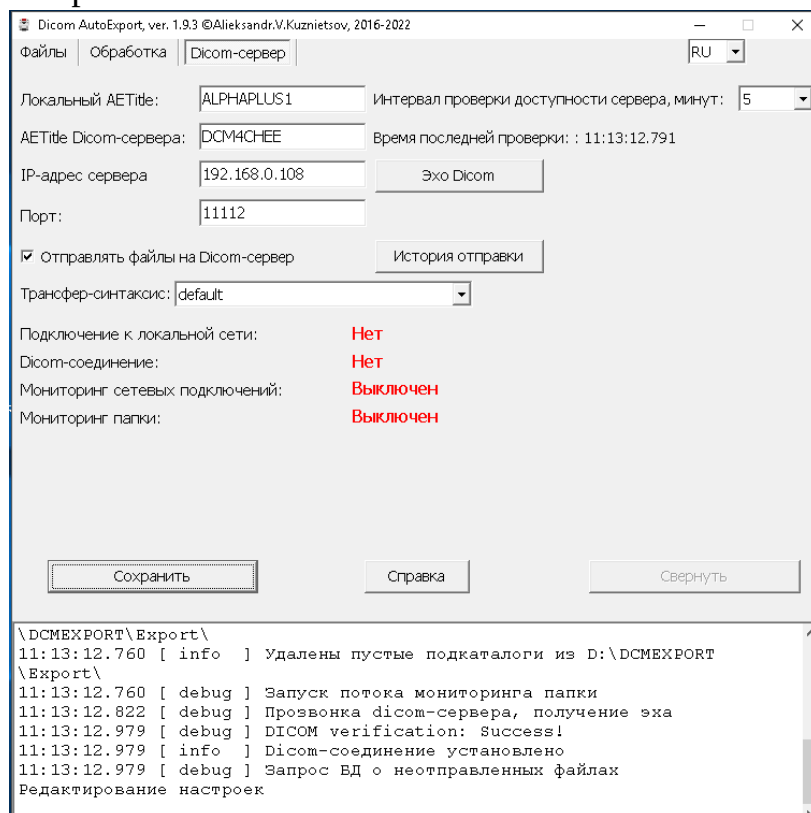 Dicom AutoExport, ver. 1.9.3 ©Alieksandr.V.Kuznietsov, 2016-2022
Файлы Обработка Dicom-сервер RU
Локальный AETitle: ALPHAPLUS1 Интервал проверки доступности сервера, минут: 5
AETitle Dicom-сервера: DCM4CHEE Время последней проверки: : 11:13:12.791
IP-адрес сервера 192.168.0.108 Эхо Dicom
Порт: 11112
Отправлять файлы на Dicom-сервер История отправки
Трансфер-синтаксис: default
Подключение к локальной сети: Нет
Dicom-соединение: Нет
Мониторинг сетевых подключений: Выключен
Мониторинг папки: Выключен
Сохранить Справка Свернуть
\DCMEXPORT\Export\
11:13:12.760 [ info  ] Удалены пустые подкаталоги из D:\DCMEXPORT
\Export\
11:13:12.760 [ debug ] Запуск потока мониторинга папки
11:13:12.822 [ debug ] Прозвонка dicom-сервера, получение эха
11:13:12.979 [ debug ] DICOM verification: Success!
11:13:12.979 [ info  ] Dicom-соединение установлено
11:13:12.979 [ debug ] Запрос БД о неотправленных файлах
Редактирование настроек